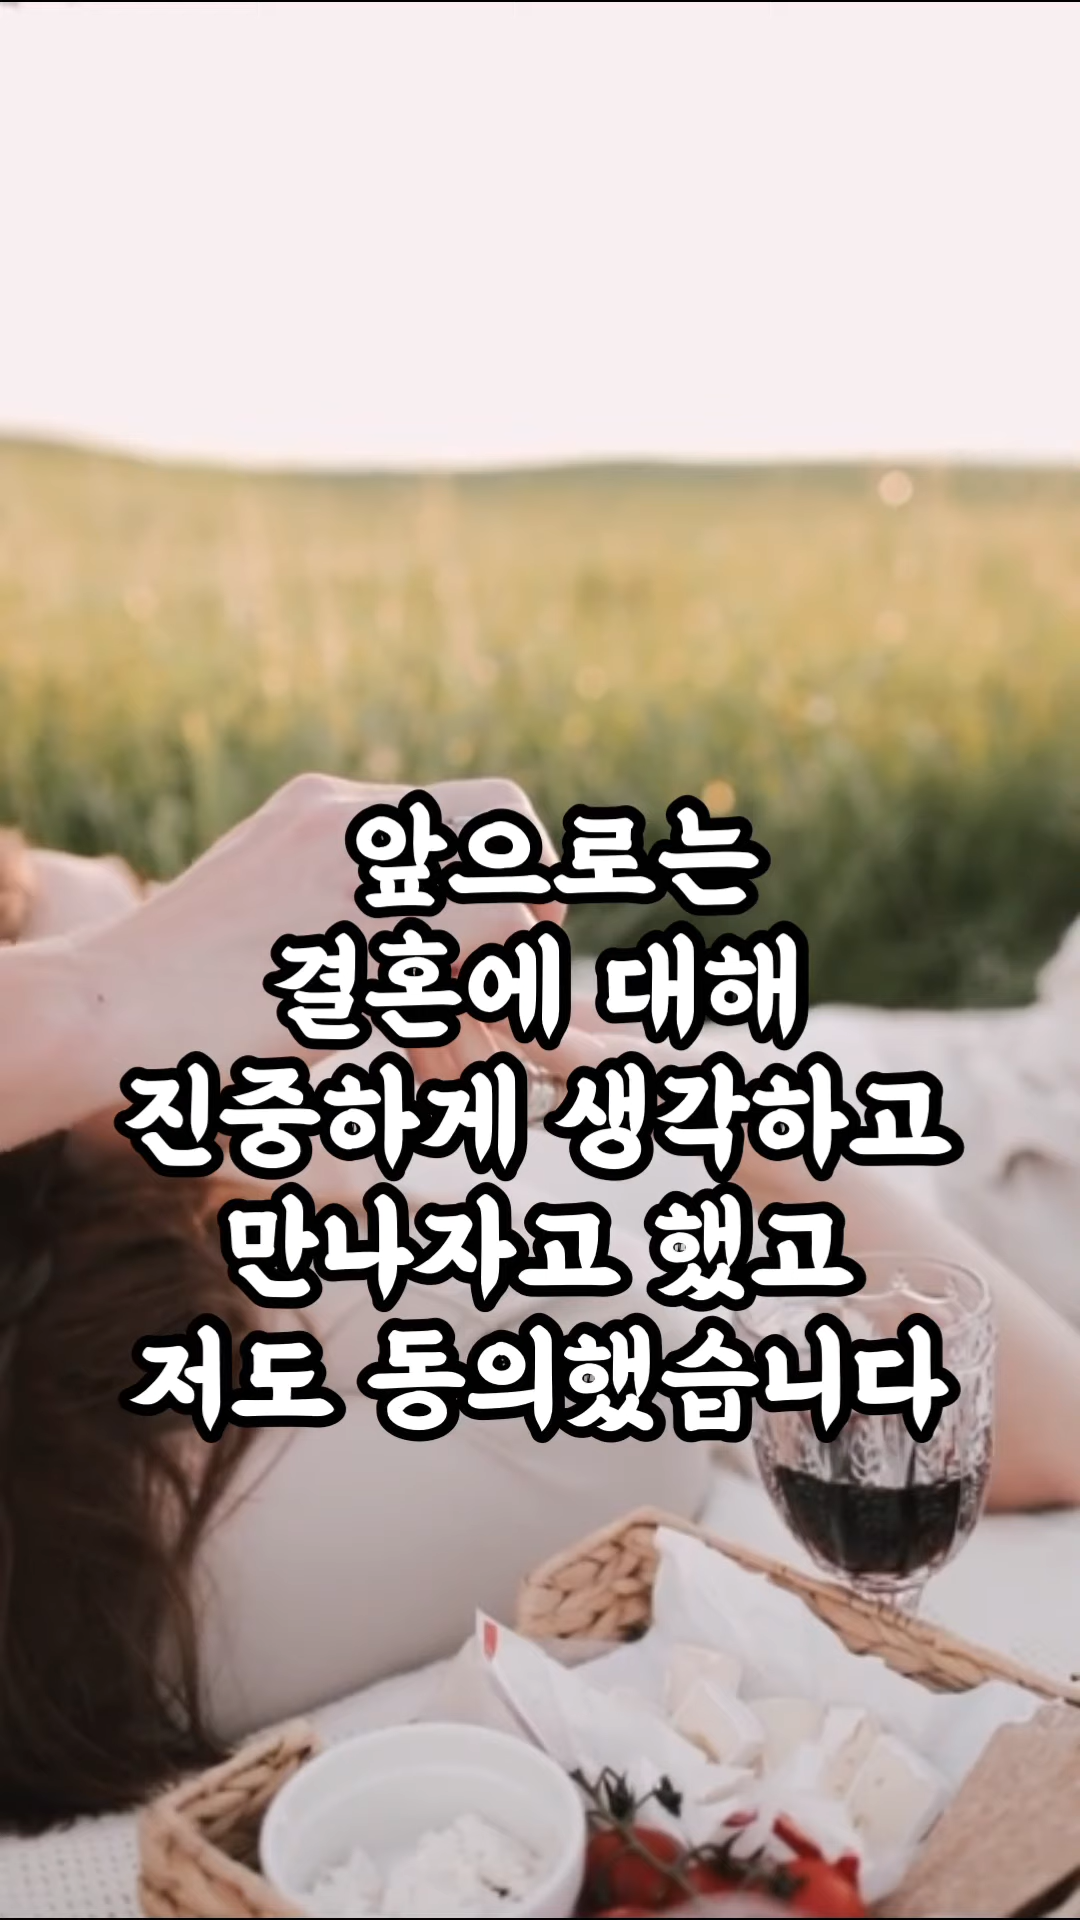 앞으로는
결혼에 대해
진중하게 생각하고
만나자고 했고
저도 동의했습니다